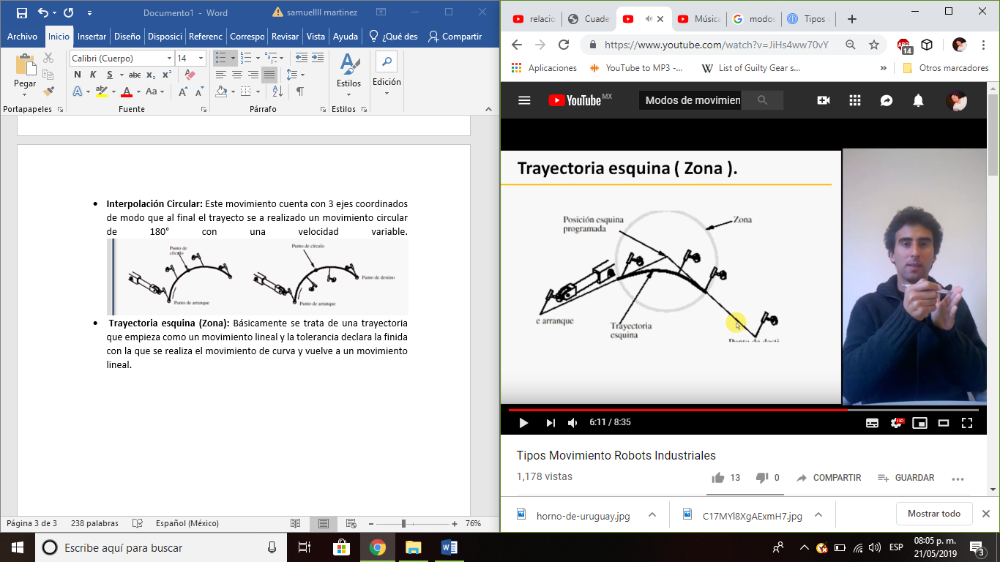 Documento1 - Word
samuellll martinez
Archivo Inicio Insertar Diseño Disposici Referenc Correspo Revisar Vista Ayuda ¿Qué des Compartir
Pegar
Calibri (Cuerpo) 14
N K S abc x₂ x²
Estilos
Edición
Portapapeles Fuente Párrafo Estilos
• Interpolación Circular: Este movimiento cuenta con 3 ejes coordinados
de modo que al final el trayecto se a realizado un movimiento circular
de 180° con una velocidad variable.
Punto de
círculo
Punto de arranque
Punto de círculo
Punto de destino
Punto de arranque
• Trayectoria esquina (Zona): Básicamente se trata de una trayectoria
que empieza como un movimiento lineal y la tolerancia declara la finida
con la que se realiza el movimiento de curva y vuelve a un movimiento
lineal.
Página 3 de 3 238 palabras Español (México) 76%
relacio Cuade Música modos Tipos
https://www.youtube.com/watch?v=JiHs4ww70vY
14
Aplicaciones YouTube to MP3 -... List of Guilty Gear s... » Otros marcadores
YouTube MX
Modos de movimien
Trayectoria esquina ( Zona ).
Posición esquina
programada
Zona
e arranque
Trayectoria
esquina
6:11 / 8:35
HD
Tipos Movimiento Robots Industriales
1,178 vistas
13 0 COMPARTIR GUARDAR
horno-de-uruguay.jpg
C17MYl8XgAExmH7.jpg
Mostrar todo
Escribe aquí para buscar
ESP
08:05 p. m.
21/05/2019
3